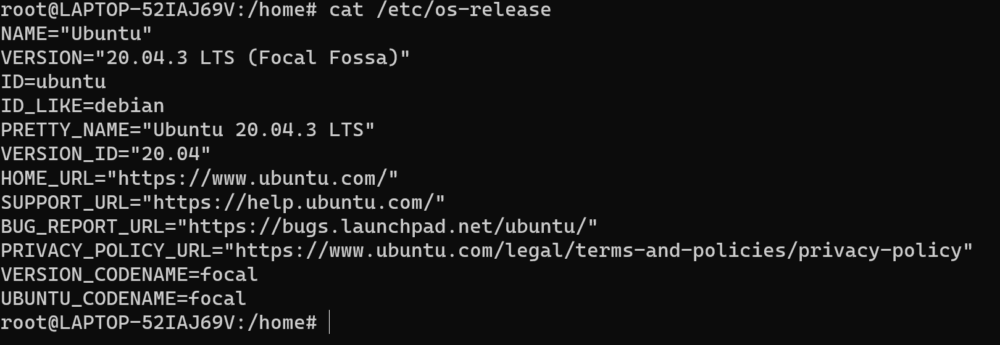 root@LAPTOP-52IAJ69V:/home# cat /etc/os-release
NAME="Ubuntu"
VERSION="20.04.3 LTS (Focal Fossa)"
ID=ubuntu
ID_LIKE=debian
PRETTY_NAME="Ubuntu 20.04.3 LTS"
VERSION_ID="20.04"
HOME_URL="https://www.ubuntu.com/"
SUPPORT_URL="https://help.ubuntu.com/"
BUG_REPORT_URL="https://bugs.launchpad.net/ubuntu/"
PRIVACY_POLICY_URL="https://www.ubuntu.com/legal/terms-and-policies/privacy-policy"
VERSION_CODENAME=focal
UBUNTU_CODENAME=focal
root@LAPTOP-52IAJ69V:/home#